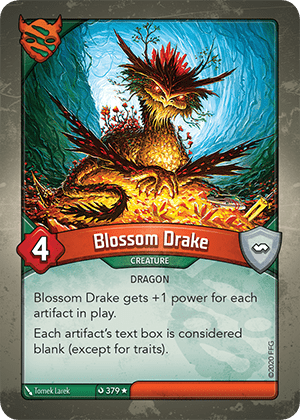 Blossom Drake
4
CREATURE
DRAGON
Blossom Drake gets +1 power for each
artifact in play.
Each artifact's text box is considered
blank (except for traits).
©2020 FFG
Tomek Larek
379